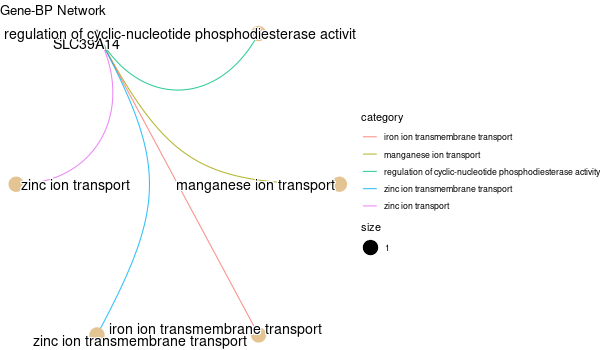 Gene-BP Network
regulation of cyclic-nucleotide phosphodiesterase activit
SLC39A14
zinc ion transport
manganese ion transport
iron ion transmembrane transport
zinc ion transmembrane transport
category
iron ion transmembrane transport
manganese ion transport
regulation of cyclic-nucleotide phosphodiesterase activity
zinc ion transmembrane transport
zinc ion transport
size
1